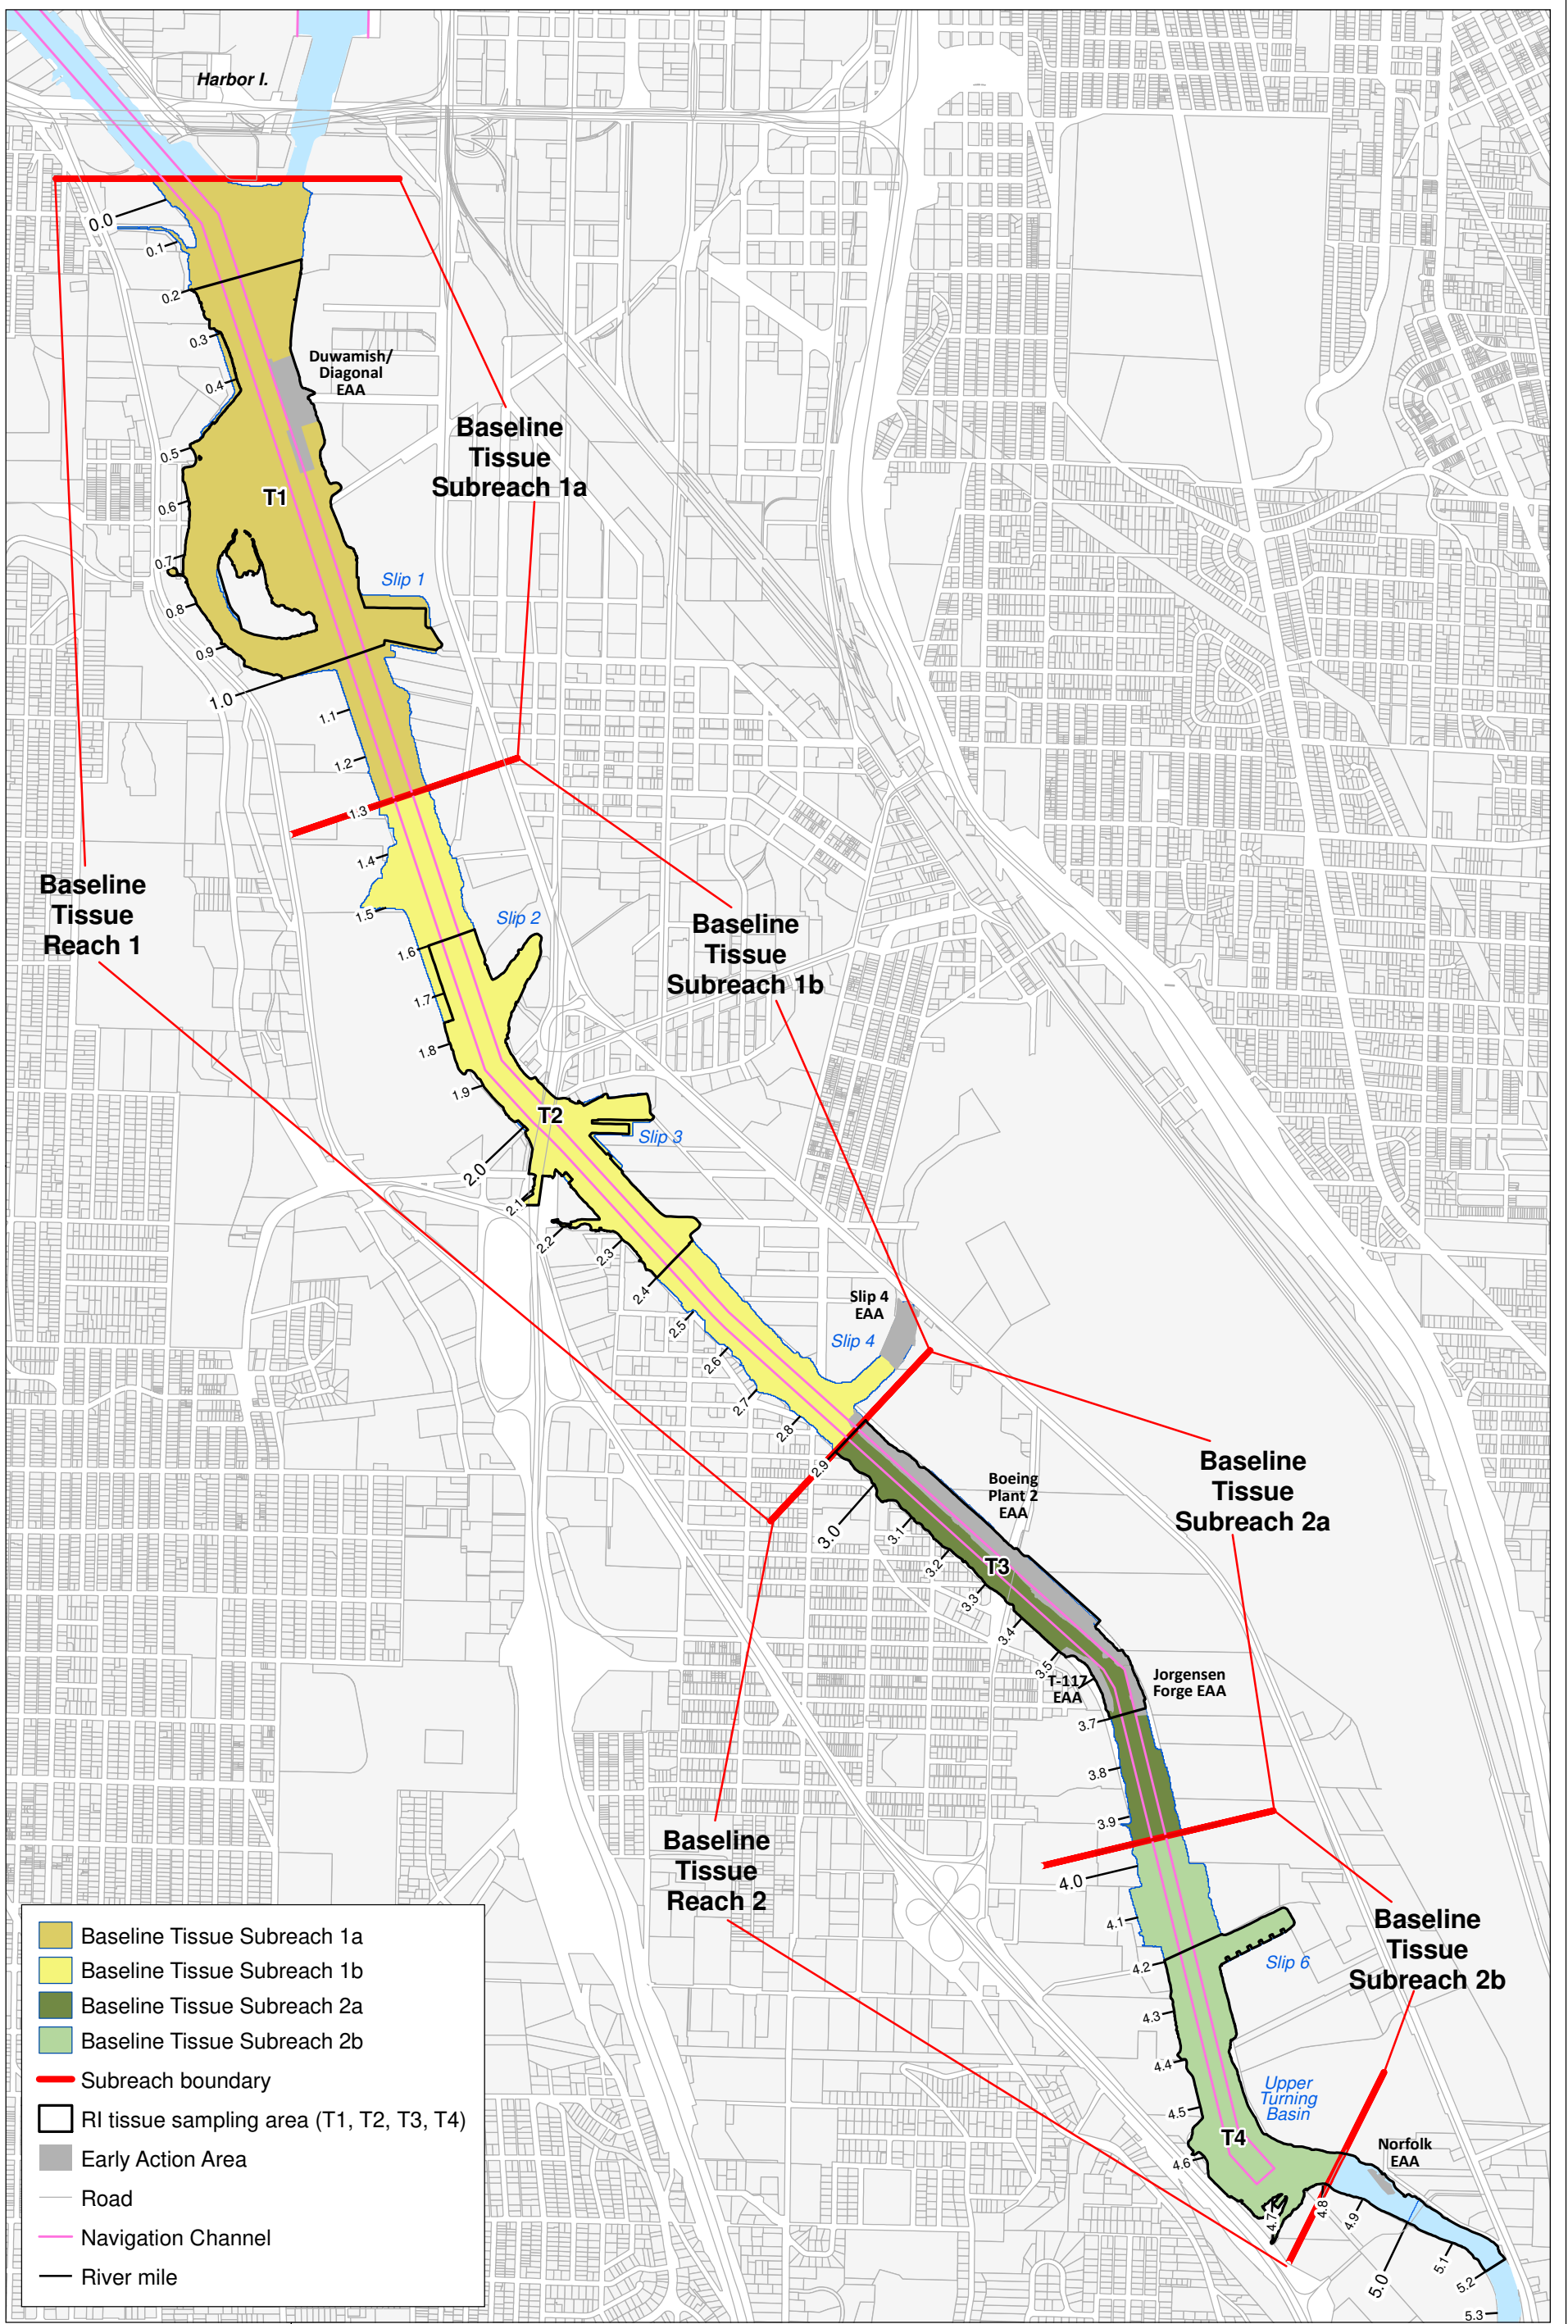 Harbor I.
0.0
0.1
0.2
0.3
0.4
0.5
0.6
0.7
0.8
0.9
1.0
1.1
1.2
1.3
1.4
1.5
1.6
1.7
1.8
1.9
2.0
2.1
2.2
2.3
2.4
2.5
2.6
2.7
2.8
2.9
3.0
3.1
3.2
3.3
3.4
3.5
3.7
3.8
3.9
4.0
4.1
4.2
4.3
4.4
4.5
4.6
4.7
4.8
4.9
5.0
5.1
5.2
5.3
Duwamish/
Diagonal
EAA
T1
Slip 1
Baseline
Tissue
Subreach 1a
Baseline
Tissue
Reach 1
Slip 2
Baseline
Tissue
Subreach 1b
T2
Slip 3
Slip 4
EAA
Slip 4
Boeing
Plant 2
EAA
T3
Baseline
Tissue
Subreach 2a
T-117
EAA
Jorgensen
Forge EAA
Baseline
Tissue
Reach 2
Baseline
Tissue
Subreach 2b
Slip 6
Upper
Turning
Basin
T4
Norfolk
EAA
Baseline Tissue Subreach 1a
Baseline Tissue Subreach 1b
Baseline Tissue Subreach 2a
Baseline Tissue Subreach 2b
Subreach boundary
RI tissue sampling area (T1, T2, T3, T4)
Early Action Area
Road
Navigation Channel
River mile